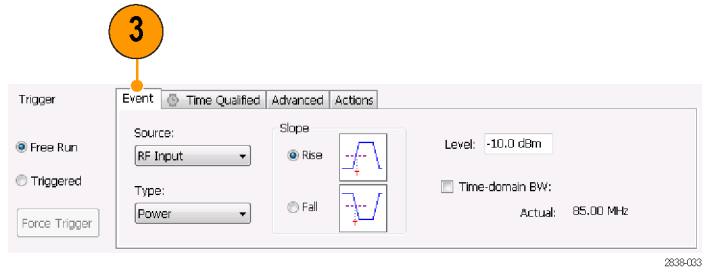 3
Trigger
Event Time Qualified Advanced Actions
Free Run
Triggered
Force Trigger
Source:
RF Input
Type:
Power
Slope
Rise
Fall
Level: -10.0 dBm
Time-domain BW:
Actual: 85.00 MHz
2838-033